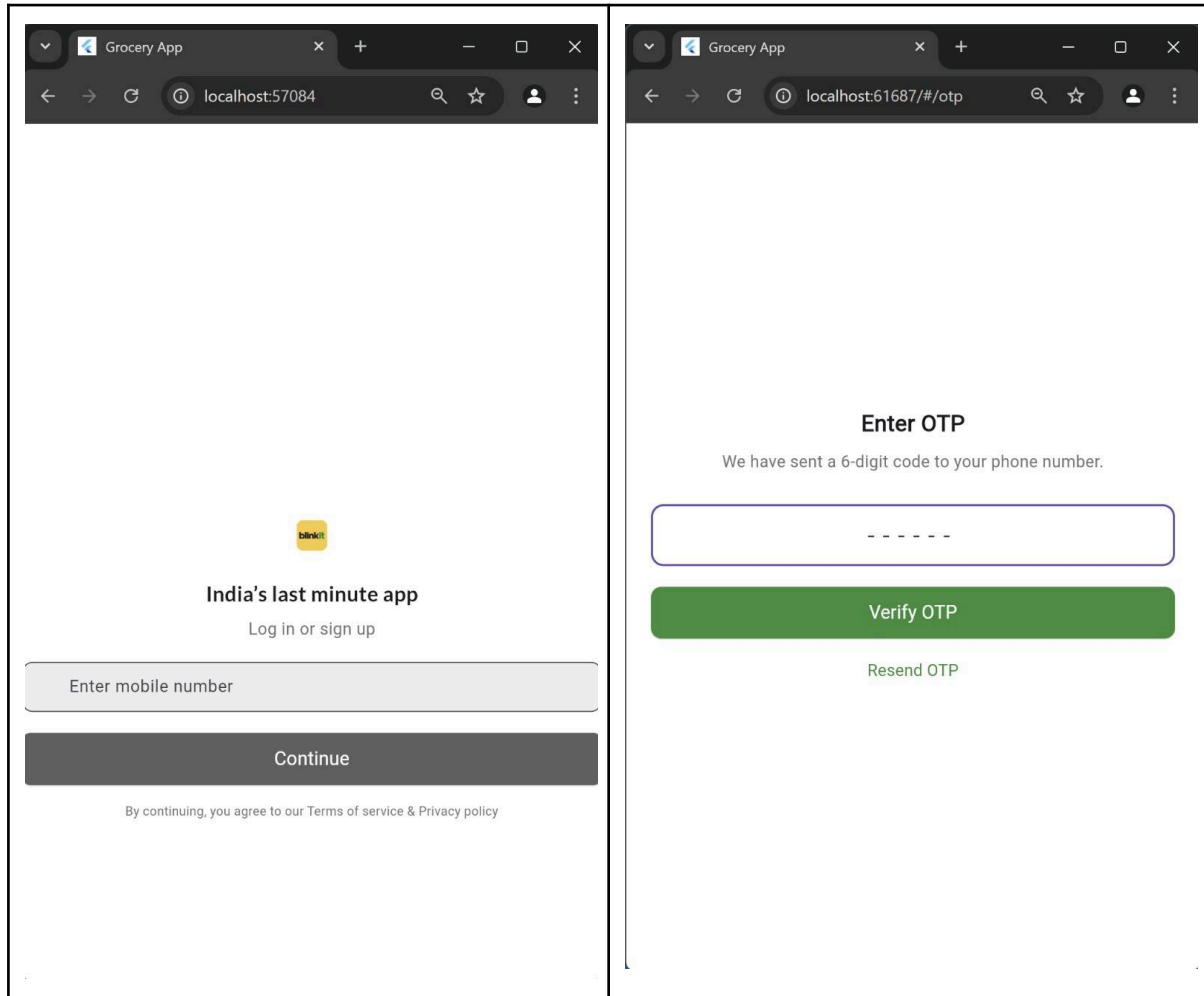 Grocery App
localhost:57084
blinkit
India’s last minute app
Log in or sign up
Enter mobile number
Continue
By continuing, you agree to our Terms of service & Privacy policy
Grocery App
localhost:61687/#/otp
Enter OTP
We have sent a 6-digit code to your phone number.
- - - - - -
Verify OTP
Resend OTP